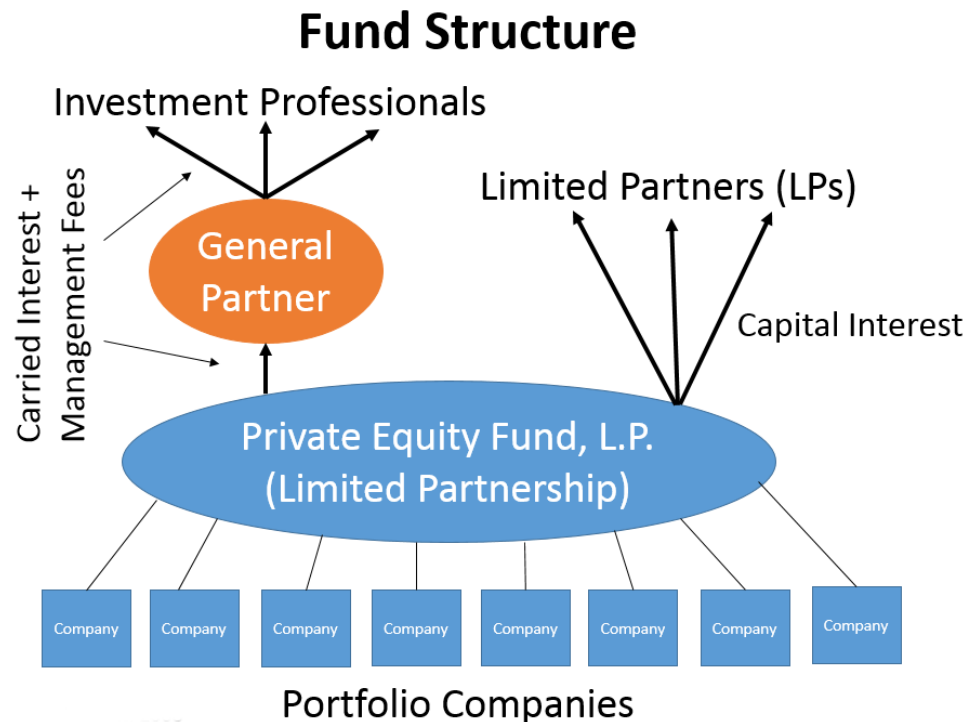 Fund Structure
Investment Professionals
Limited Partners (LPs)
Carried Interest +
Management Fees
General
Partner
Capital Interest
Private Equity Fund, L.P.
(Limited Partnership)
Company
Company
Company
Company
Company
Company
Company
Company
Portfolio Companies